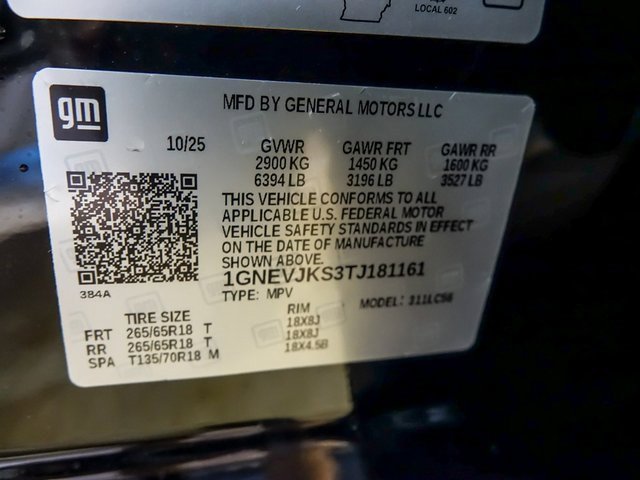 LOCAL 602
gm
MFD BY GENERAL MOTORS LLC
10/25 GVWR GAWR FRT GAWR RR
2900 KG 1450 KG 1600 KG
6394 LB 3196 LB 3527 LB
THIS VEHICLE CONFORMS TO ALL
APPLICABLE U.S. FEDERAL MOTOR
VEHICLE SAFETY STANDARDS IN EFFECT
ON THE DATE OF MANUFACTURE
SHOWN ABOVE.
1GNEVJKS3TJ181161
384A
TYPE: MPV MODEL: 311LC56
TIRE SIZE RIM
FRT 265/65R18 T 18X8J
RR 265/65R18 T 18X8J
SPA T135/70R18 M 18X4.5B